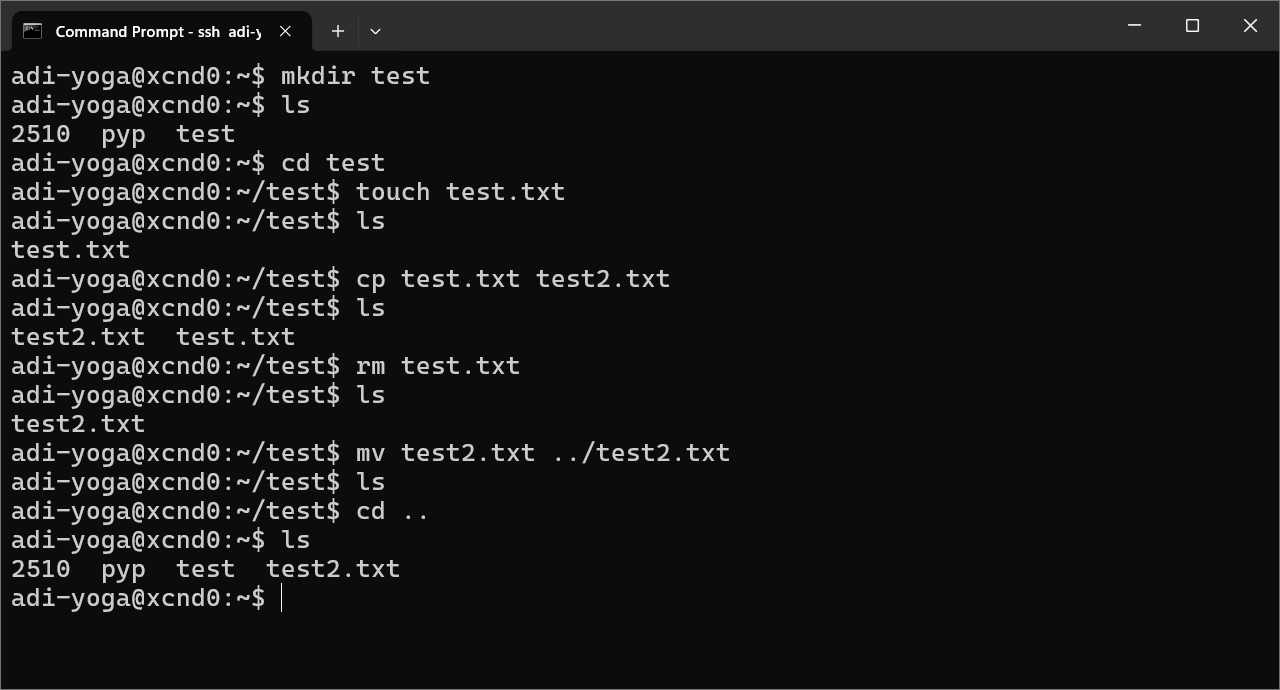 Command Prompt - ssh adi-y
adi-yoga@xcnd0:~$ mkdir test
adi-yoga@xcnd0:~$ ls
2510  pyp  test
adi-yoga@xcnd0:~$ cd test
adi-yoga@xcnd0:~/test$ touch test.txt
adi-yoga@xcnd0:~/test$ ls
test.txt
adi-yoga@xcnd0:~/test$ cp test.txt test2.txt
adi-yoga@xcnd0:~/test$ ls
test2.txt  test.txt
adi-yoga@xcnd0:~/test$ rm test.txt
adi-yoga@xcnd0:~/test$ ls
test2.txt
adi-yoga@xcnd0:~/test$ mv test2.txt ../test2.txt
adi-yoga@xcnd0:~/test$ ls
adi-yoga@xcnd0:~/test$ cd ..
adi-yoga@xcnd0:~$ ls
2510  pyp  test  test2.txt
adi-yoga@xcnd0:~$